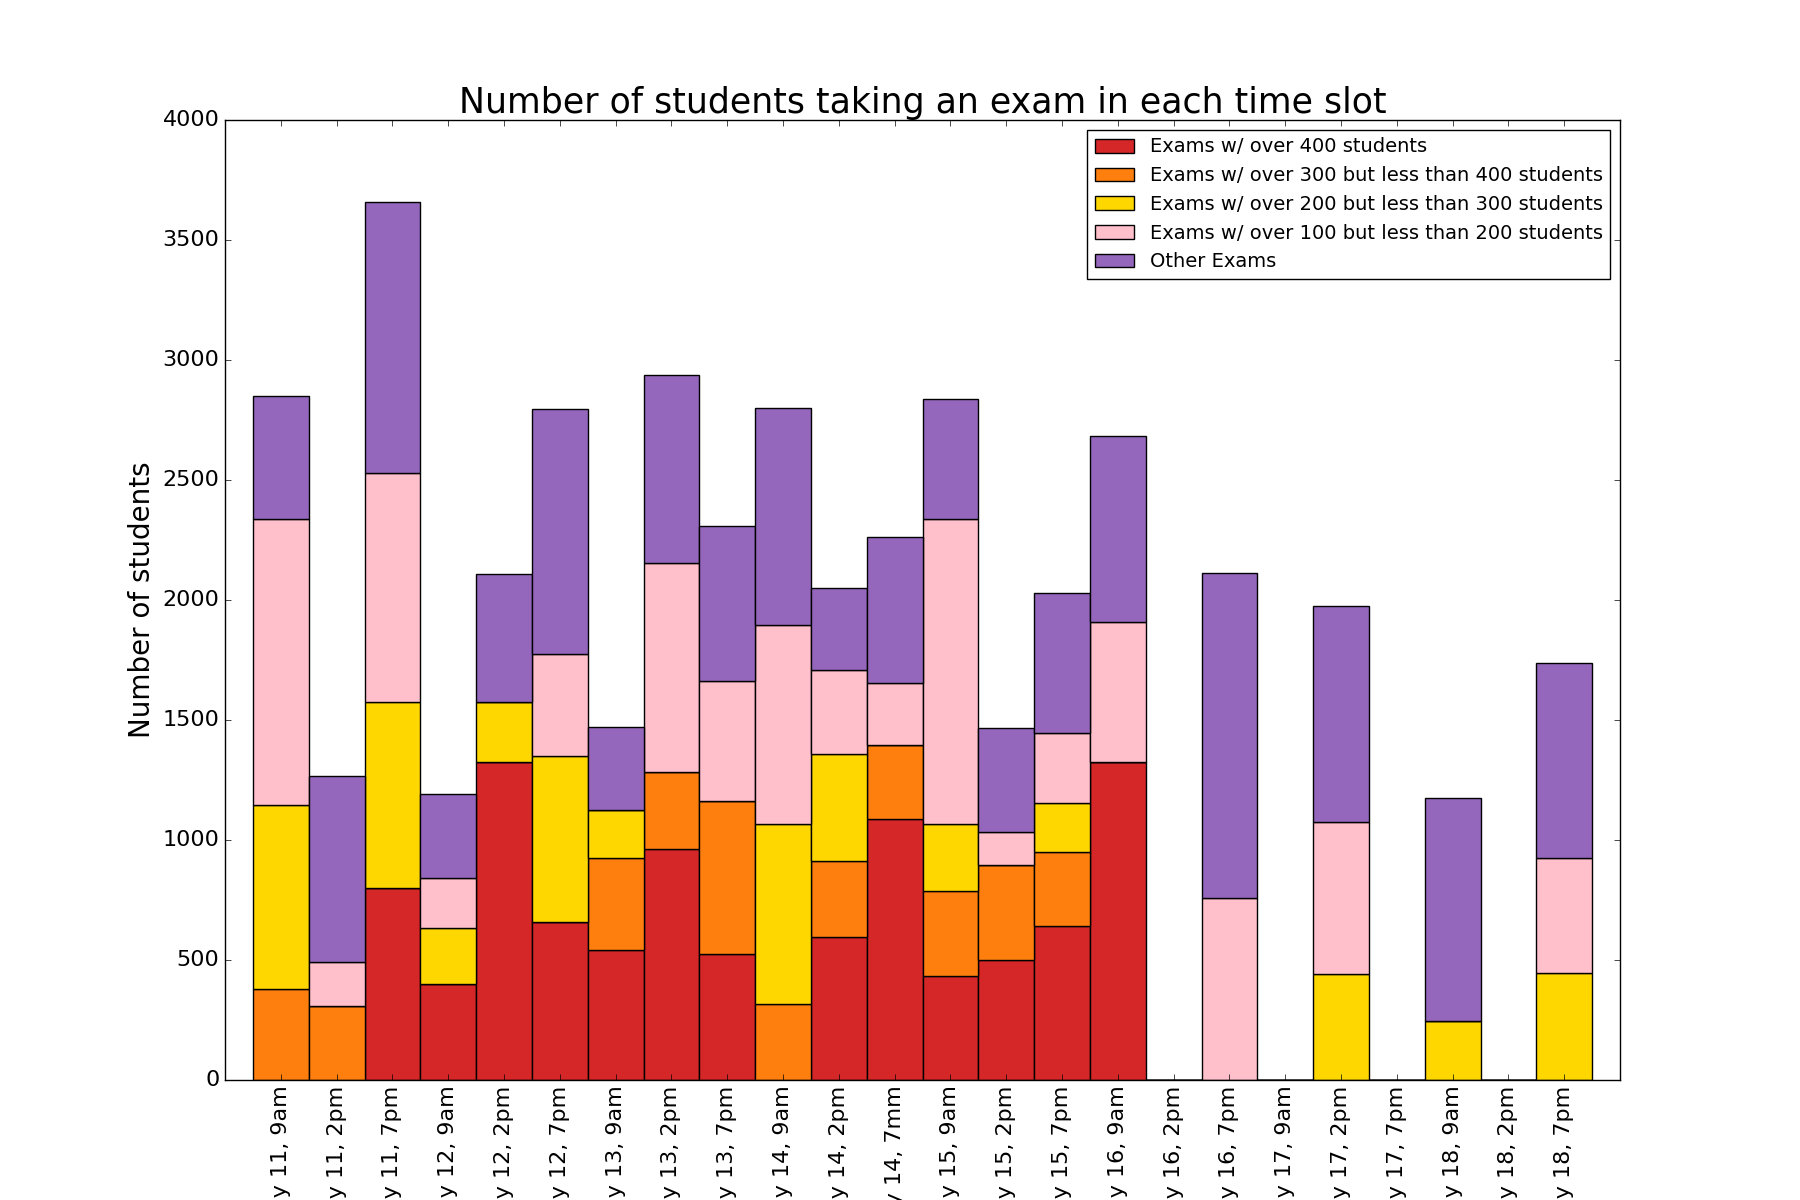 Number of students taking an exam in each time slot
Exams w/ over 400 students
Exams w/ over 300 but less than 400 students
Exams w/ over 200 but less than 300 students
Exams w/ over 100 but less than 200 students
Other Exams
Number of students
4000
3500
3000
2500
2000
1500
1000
500
0
y 11, 9am
y 11, 2pm
y 11, 7pm
y 12, 9am
y 12, 2pm
y 12, 7pm
y 13, 9am
y 13, 2pm
y 13, 7pm
y 14, 9am
y 14, 2pm
y 14, 7mm
y 15, 9am
y 15, 2pm
y 15, 7pm
y 16, 9am
y 16, 2pm
y 16, 7pm
y 17, 9am
y 17, 2pm
y 17, 7pm
y 18, 9am
y 18, 2pm
y 18, 7pm